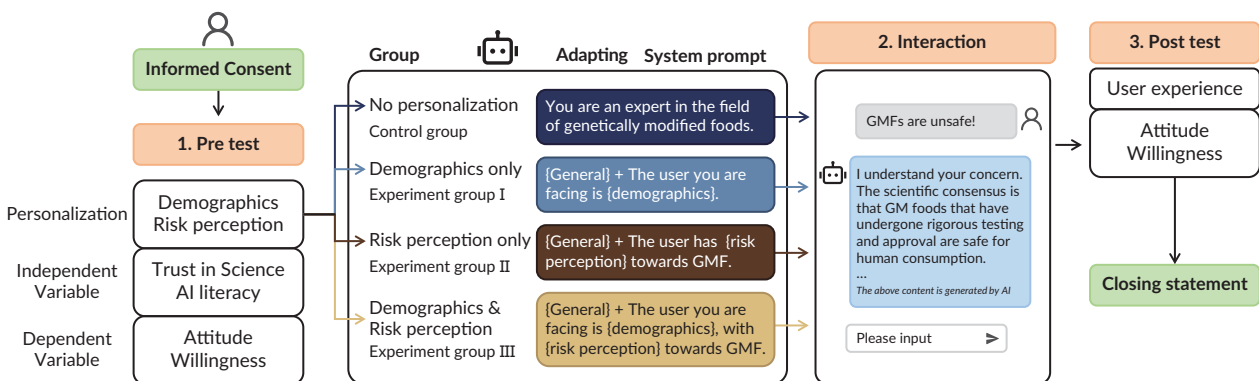 Informed Consent
1. Pre test
Personalization
Demographics
Risk perception
Independent
Variable
Trust in Science
AI literacy
Dependent
Variable
Attitude
Willingness
Group
Adapting
System prompt
No personalization
Control group
You are an expert in the field
of genetically modified foods.
Demographics only
Experiment group I
{General} + The user you are
facing is {demographics}.
Risk perception only
Experiment group II
{General} + The user has {risk
perception} towards GMF.
Demographics &
Risk perception
Experiment group III
{General} + The user you are
facing is {demographics}, with
{risk perception} towards GMF.
2. Interaction
GMFs are unsafe!
I understand your concern.
The scientific consensus is
that GM foods that have
undergone rigorous testing
and approval are safe for
human consumption.
...
The above content is generated by AI
Please input
3. Post test
User experience
Attitude
Willingness
Closing statement